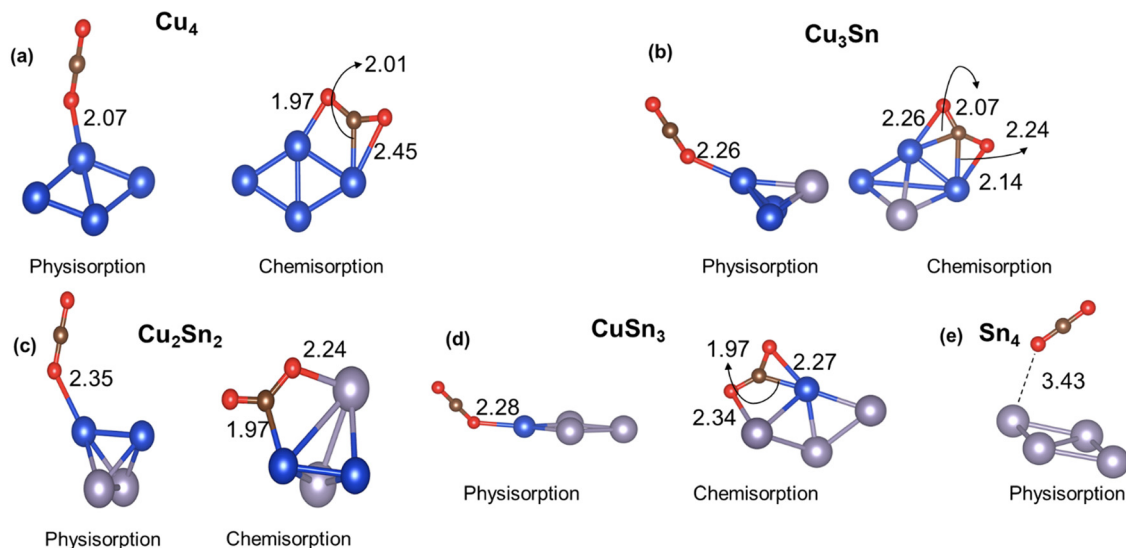 (a)
Cu₄
2.07
Physisorption
1.97
2.01
2.45
Chemisorption
(b)
Cu₃Sn
2.26
Physisorption
2.26
2.07
2.24
2.14
Chemisorption
(c)
Cu₂Sn₂
2.35
Physisorption
2.24
1.97
Chemisorption
(d)
CuSn₃
2.28
Physisorption
1.97
2.27
2.34
Chemisorption
(e)
Sn₄
3.43
Physisorption